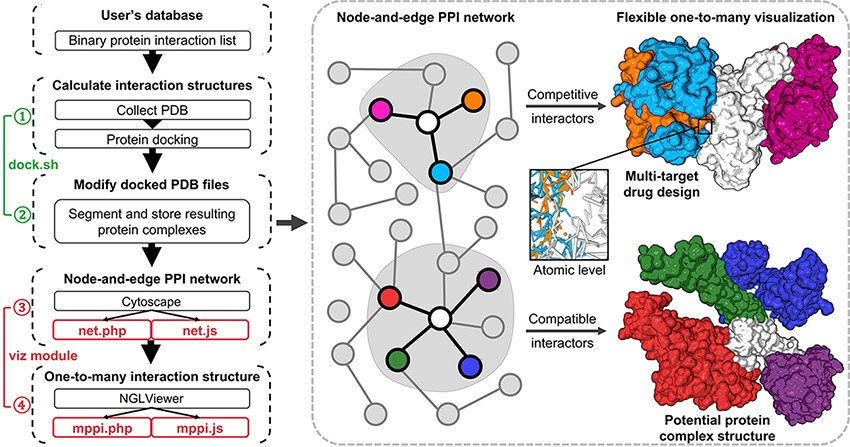 User's database
Binary protein interaction list
Calculate interaction structures
① Collect PDB
Protein docking
dock.sh
Modify docked PDB files
② Segment and store resulting
protein complexes
Node-and-edge PPI network
③ Cytoscape
net.php net.js
viz module
One-to-many interaction structure
NGLViewer
④ mppi.php mppi.js
Node-and-edge PPI network
Flexible one-to-many visualization
Competitive
interactors
Multi-target
drug design
Atomic level
Compatible
interactors
Potential protein
complex structure